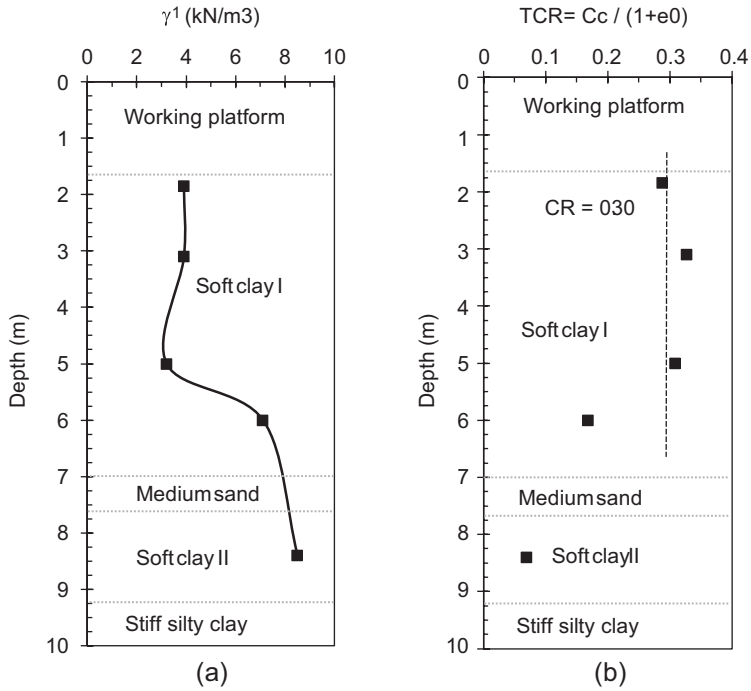 γ¹ (kN/m3)
0 2 4 6 8 10
0
1
2
3
4
5
6
7
8
9
10
Depth (m)
Working platform
Soft clay I
Medium sand
Soft clay II
Stiff silty clay
(a)
TCR= Cc / (1+e0)
0 0.1 0.2 0.3 0.4
0
1
2
3
4
5
6
7
8
9
10
Depth (m)
Working platform
CR = 030
Soft clay I
Medium sand
Soft clay II
Stiff silty clay
(b)